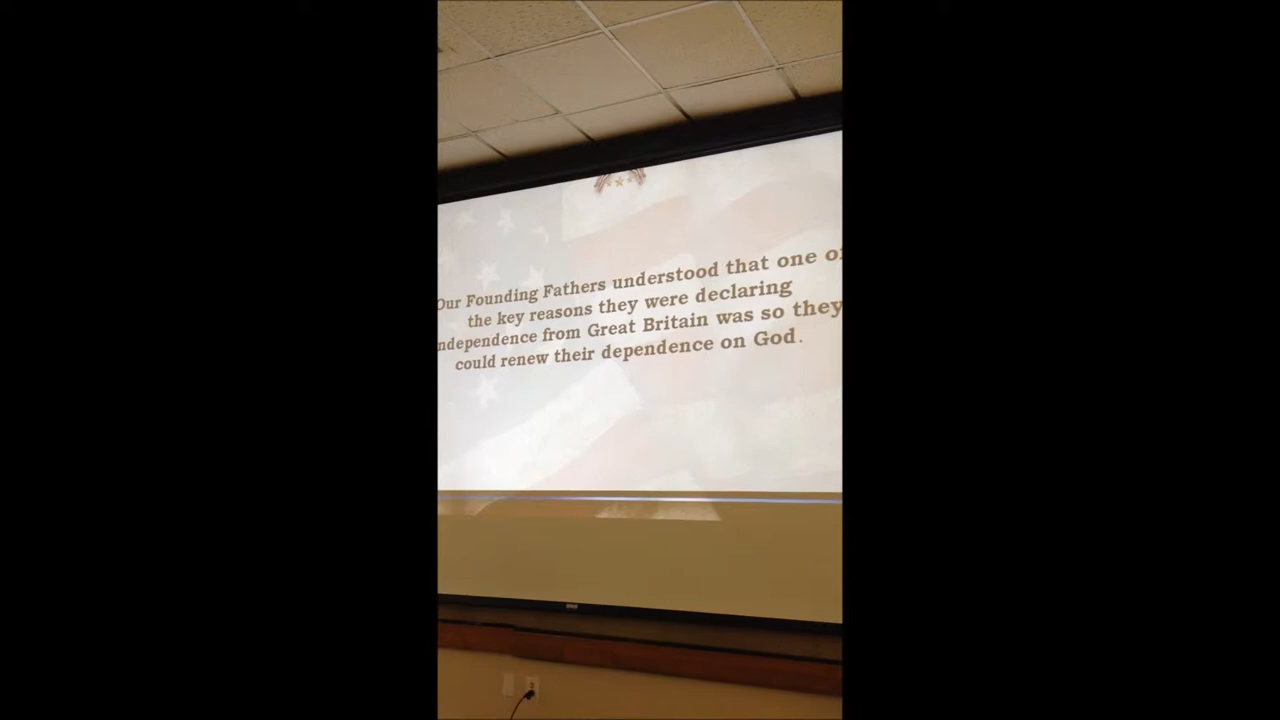 Our Founding Fathers understood that one of
the key reasons they were declaring
ndependence from Great Britain was so they
could renew their dependence on God.